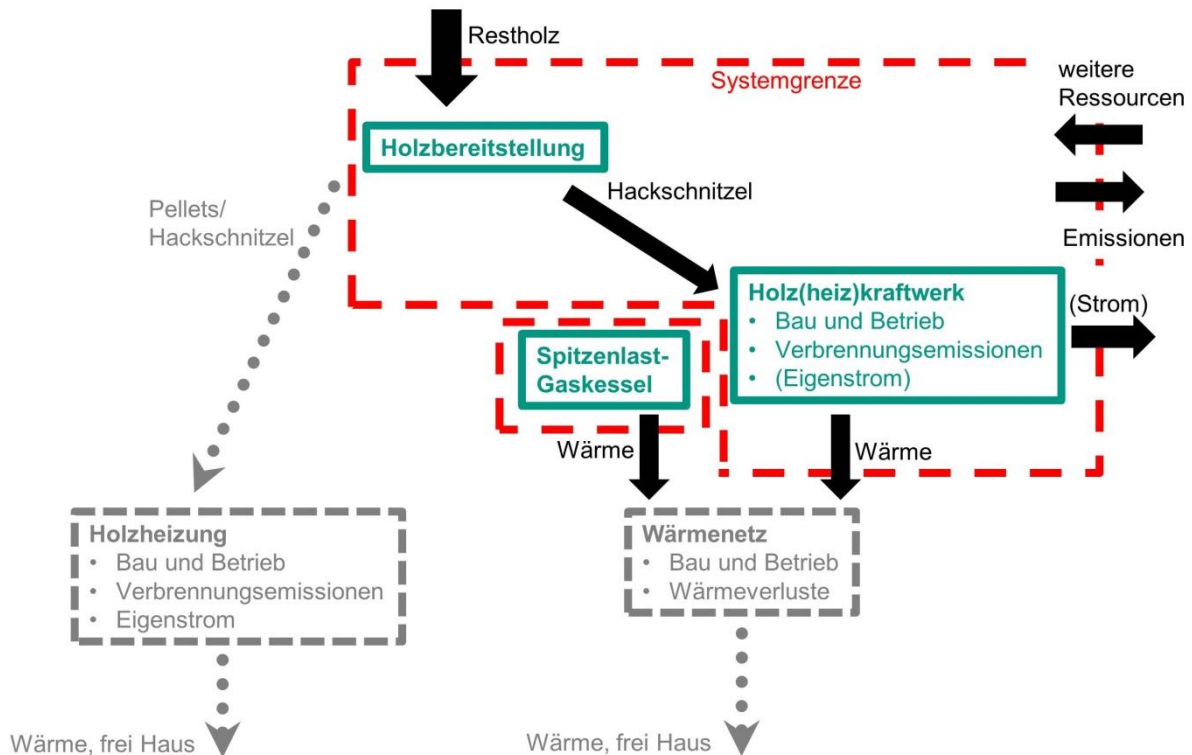 Restholz
Systemgrenze
weitere
Ressourcen
Holzbereitstellung
Hackschnitzel
Pellets/
Hackschnitzel
Emissionen
Holz(heiz)kraftwerk
• Bau und Betrieb
• Verbrennungsemissionen
• (Eigenstrom)
(Strom)
Spitzenlast-
Gaskessel
Wärme
Wärme
Holzheizung
• Bau und Betrieb
• Verbrennungsemissionen
• Eigenstrom
Wärmenetz
• Bau und Betrieb
• Wärmeverluste
Wärme, frei Haus
Wärme, frei Haus